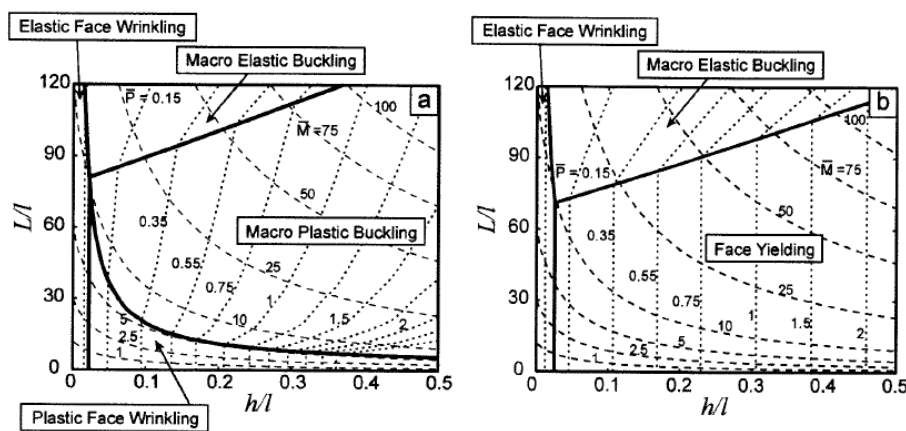 Elastic Face Wrinkling
Macro Elastic Buckling
120
P̅ = 0.15
a
100
M̅ =75
90
50
L/l
60
0.35
Macro Plastic Buckling
0.55
25
0.75
1
30
5
10
1.5
2
2.5
1
0
0
0.1
0.2
0.3
0.4
0.5
h/l
Plastic Face Wrinkling
Elastic Face Wrinkling
Macro Elastic Buckling
120
b
100
90
P̅ = 0.15
M̅ =75
50
L/l
60
0.35
Face Yielding
0.55
25
0.75
1
30
10
1.5
2
5
2.5
1
0
0
0.1
0.2
0.3
0.4
0.5
h/l